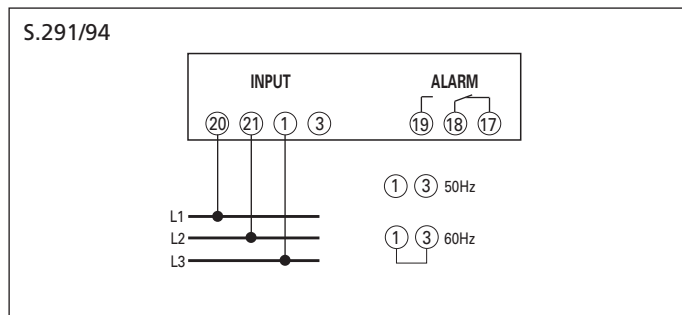 S.291/94
INPUT ALARM
20 21 1 3 19 18 17
1 3 50Hz
L1
L2 1 3 60Hz
L3